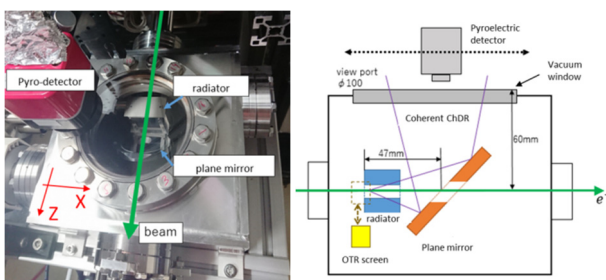 Pyro-detector
radiator
plane mirror
X
Z
beam
Pyroelectric
detector
Vacuum
window
view port
φ100
Coherent ChDR
60mm
47mm
e⁻
radiator
Plane mirror
OTR screen